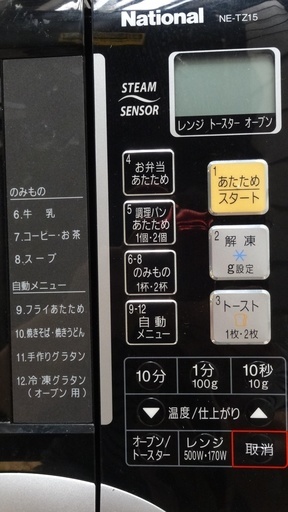 National NE-TZ15
STEAM
SENSOR
レンジ トースター オーブン
のみもの
6.牛 乳
7.コーヒー・お茶
8.スープ
自動メニュー
9.フライあたため
10.焼きそば・焼きうどん
11.手作りグラタン
12.冷凍グラタン
(オーブン用)
4
お弁当
あたため
5
調理パン
あたため
1個・2個
6-8
のみもの
1杯・2杯
9-12
自動
メニュー
1
あたため
スタート
2
解凍
g設定
3
トースト
1枚・2枚
10分
1分
100g
10秒
10g
温度/仕上がり
オーブン/
トースター
レンジ
500W・170W
取消